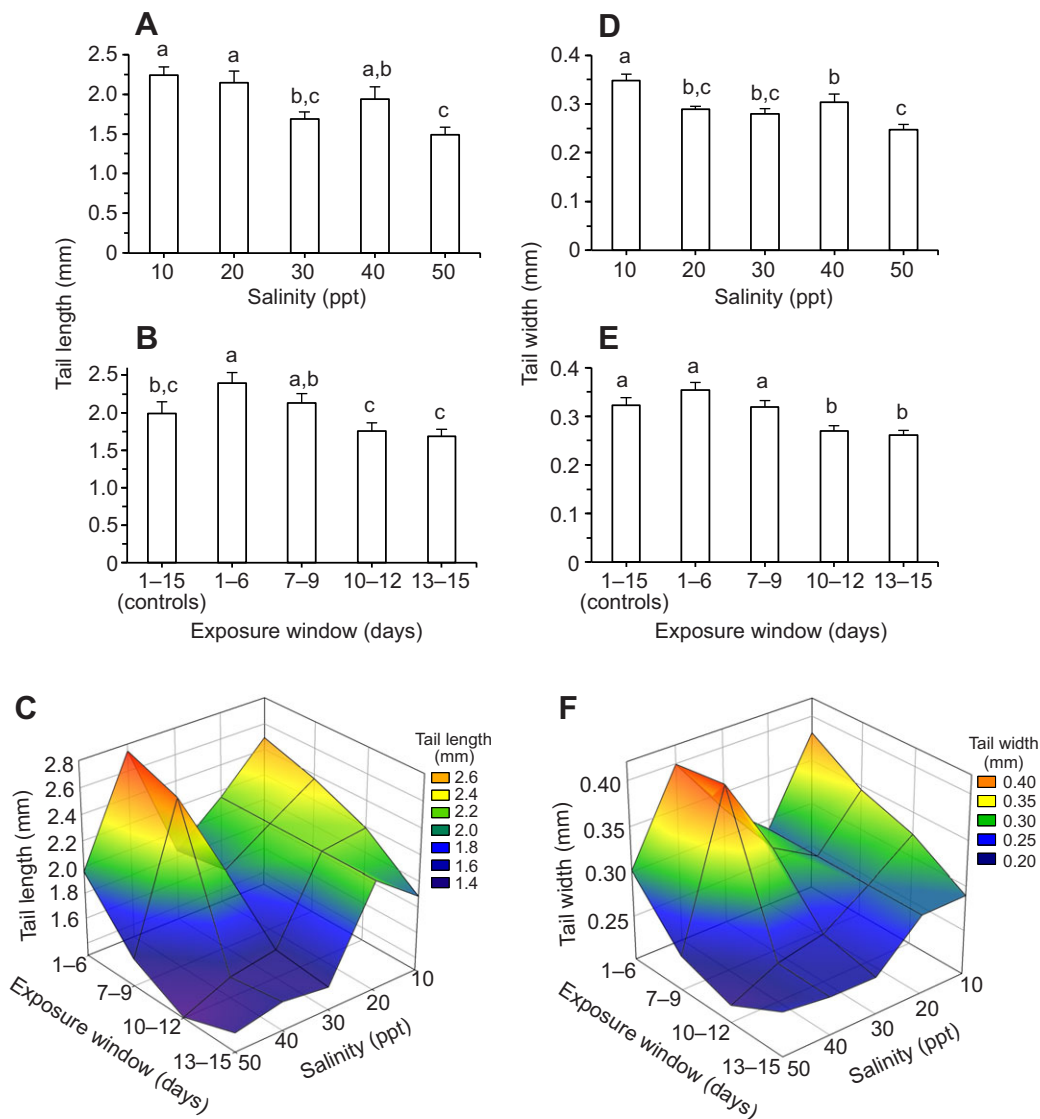 A
Tail length (mm)
2.5
2.0
1.5
1.0
0.5
0
a
a
b,c
a,b
c
10 20 30 40 50
Salinity (ppt)
B
2.5
2.0
1.5
1.0
0.5
0
b,c
a
a,b
c
c
1–15 1–6 7–9 10–12 13–15
(controls)
Exposure window (days)
C
Tail length (mm)
2.8
2.6
2.4
2.2
2.0
1.8
1.6
1–6
7–9
10–12
13–15
Exposure window (days)
50
40
30
20
10
Salinity (ppt)
Tail length
(mm)
2.6
2.4
2.2
2.0
1.8
1.6
1.4
D
Tail width (mm)
0.4
0.3
0.2
0.1
0
a
b,c
b,c
b
c
10 20 30 40 50
Salinity (ppt)
E
0.4
0.3
0.2
0.1
0
a
a
a
b
b
1–15 1–6 7–9 10–12 13–15
(controls)
Exposure window (days)
F
Tail width (mm)
0.40
0.35
0.30
0.25
1–6
7–9
10–12
13–15
Exposure window (days)
50
40
30
20
10
Salinity (ppt)
Tail width
(mm)
0.40
0.35
0.30
0.25
0.20